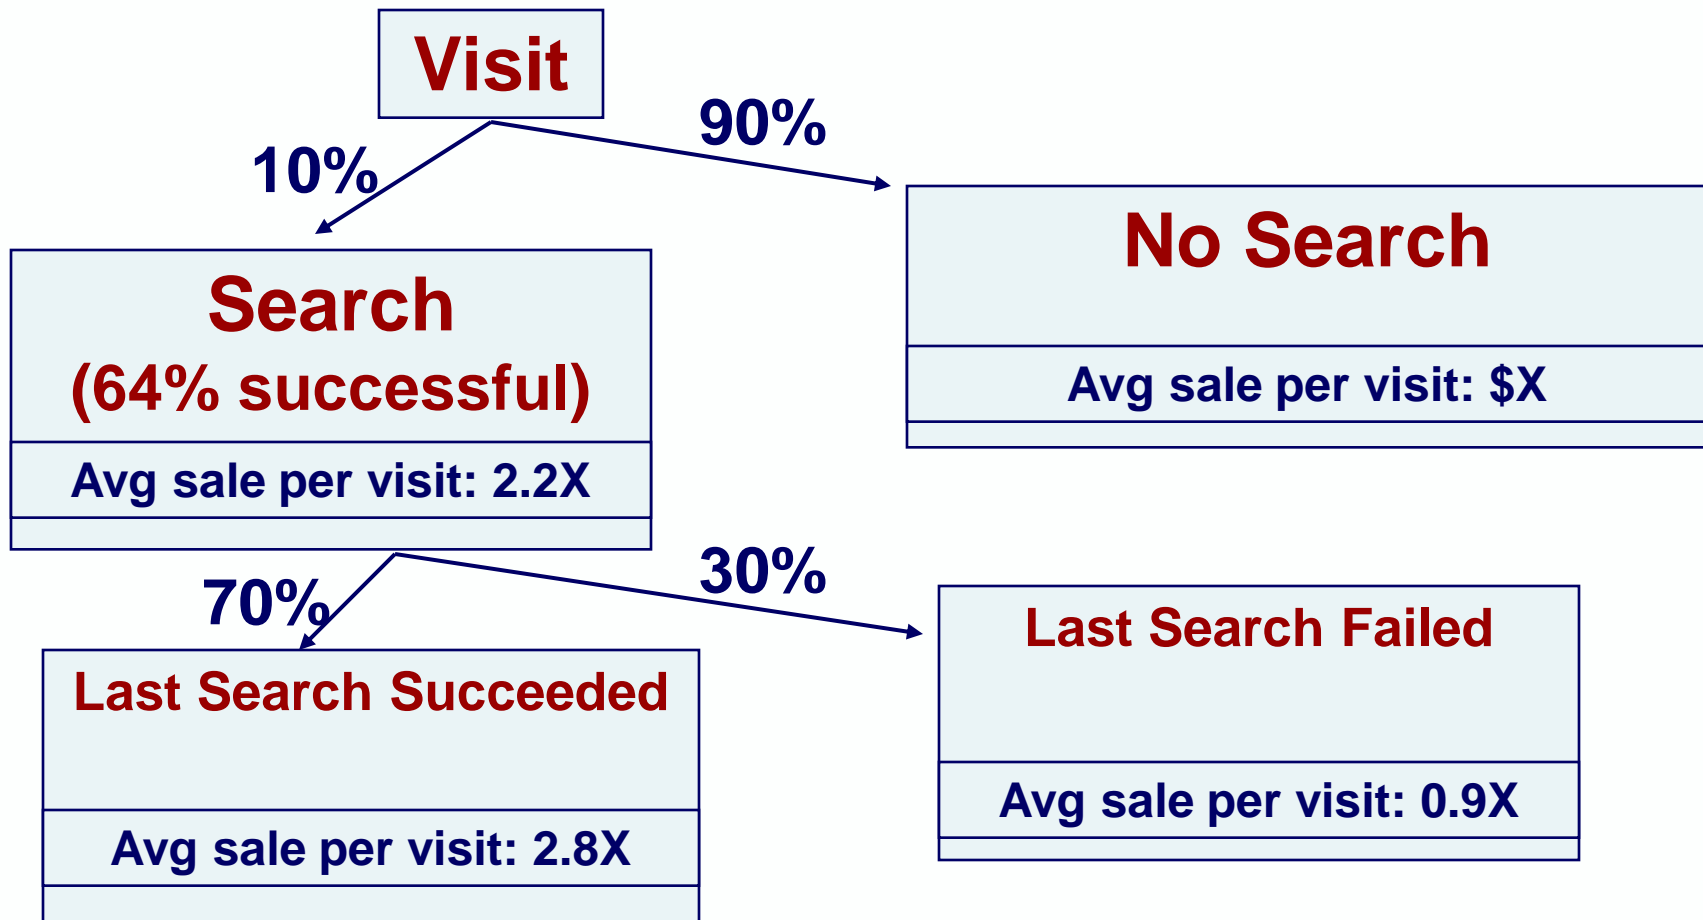 Visit
10%
90%
No Search
Avg sale per visit: $X
Search
(64% successful)
Avg sale per visit: 2.2X
70%
30%
Last Search Failed
Avg sale per visit: 0.9X
Last Search Succeeded
Avg sale per visit: 2.8X